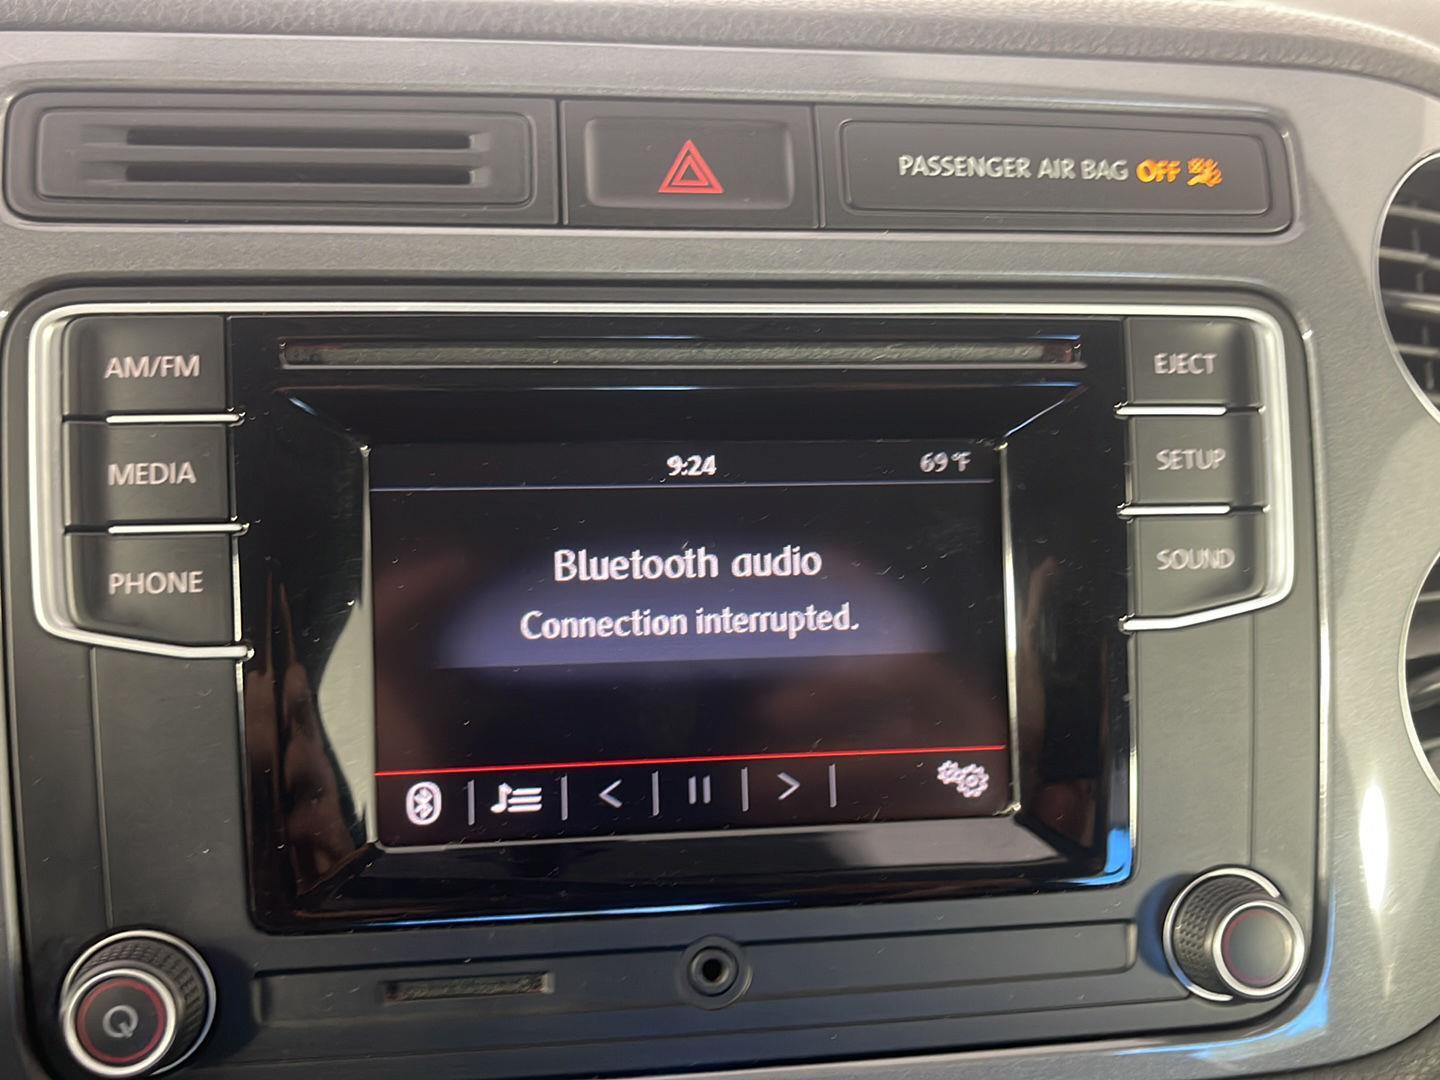 PASSENGER AIR BAG OFF
AM/FM
MEDIA
PHONE
EJECT
SETUP
SOUND
9:24
69°F
Bluetooth audio
Connection interrupted.